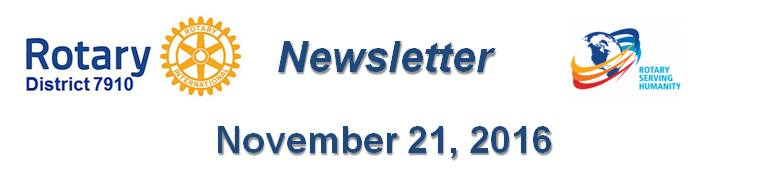 Rotary
District 7910
ROTARY
INTERNATIONAL
Newsletter
ROTARY
SERVING
HUMANITY
November 21, 2016